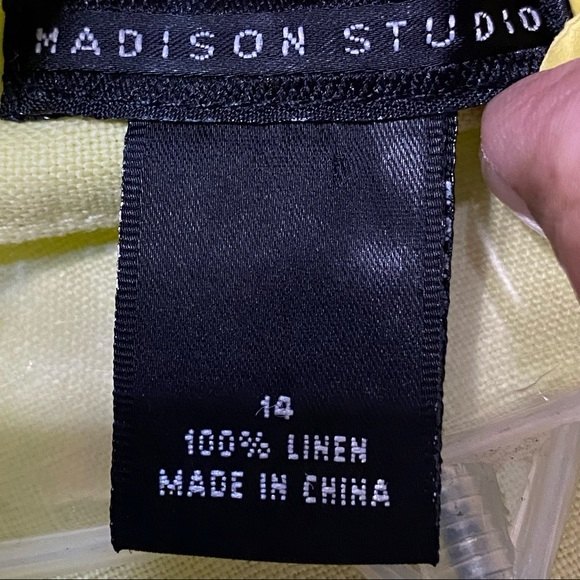 MADISON STUDIO
14
100% LINEN
MADE IN CHINA